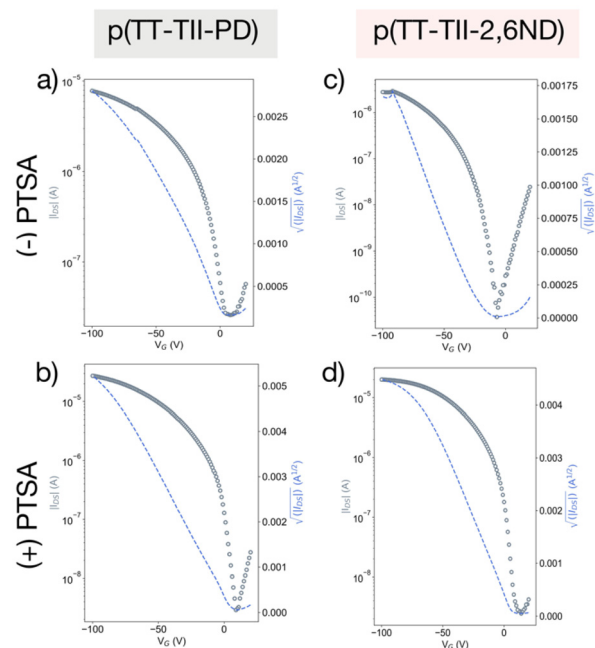 p(TT-TII-PD)
p(TT-TII-2,6ND)
(-) PTSA
(+) PTSA
a)
10⁻⁵
10⁻⁶
10⁻⁷
|I_DS| (A)
0.0025
0.0020
0.0015
0.0010
0.0005
√(|I_DS|) (A^1/2)
−100
−50
0
V_G (V)
c)
10⁻⁶
10⁻⁷
10⁻⁸
10⁻⁹
10⁻¹⁰
|I_DS| (A)
0.00175
0.00150
0.00125
0.00100
0.00075
0.00050
0.00025
0.00000
√(|I_DS|) (A^1/2)
−100
−50
0
V_G (V)
b)
10⁻⁵
10⁻⁶
10⁻⁷
10⁻⁸
|I_DS| (A)
0.005
0.004
0.003
0.002
0.001
0.000
√(|I_DS|) (A^1/2)
−100
−50
0
V_G (V)
d)
10⁻⁵
10⁻⁶
10⁻⁷
10⁻⁸
|I_DS| (A)
0.004
0.003
0.002
0.001
0.000
√(|I_DS|) (A^1/2)
−100
−50
0
V_G (V)